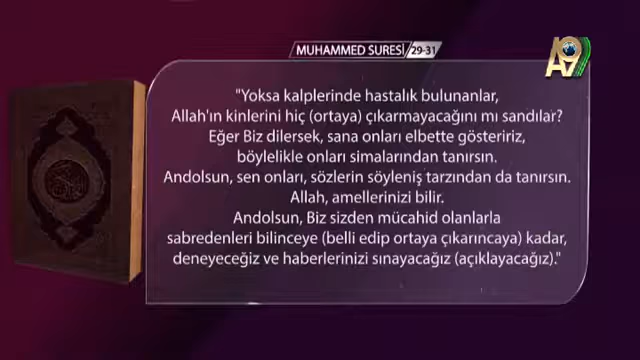 MUHAMMED SURESİ 29-31
A9
"Yoksa kalplerinde hastalık bulunanlar,
Allah'ın kinlerini hiç (ortaya) çıkarmayacağını mı sandılar?
Eğer Biz dilersek, sana onları elbette gösteririz,
böylelikle onları simalarından tanırsın.
Andolsun, sen onları, sözlerin söyleniş tarzından da tanırsın.
Allah, amellerinizi bilir.
Andolsun, Biz sizden mücahid olanlarla
sabredenleri bilinceye (belli edip ortaya çıkarıncaya) kadar,
deneyeceğiz ve haberlerinizi sınayacağız (açıklayacağız)."